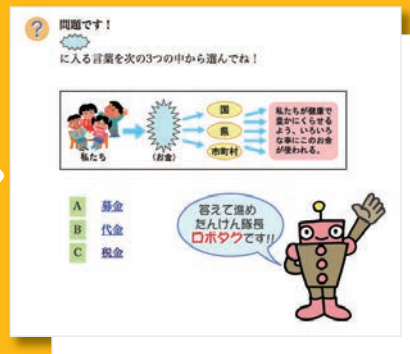 ?
問題です！
に入る言葉を次の3つの中から選んでね！
私たち
（お金）
国
県
市町村
私たちが健康で
豊かにくらせる
よう、いろいろ
な事にこのお金
が使われる。
A 募金
B 代金
C 税金
答えて進め
たんけん隊長
ロボタクです!!